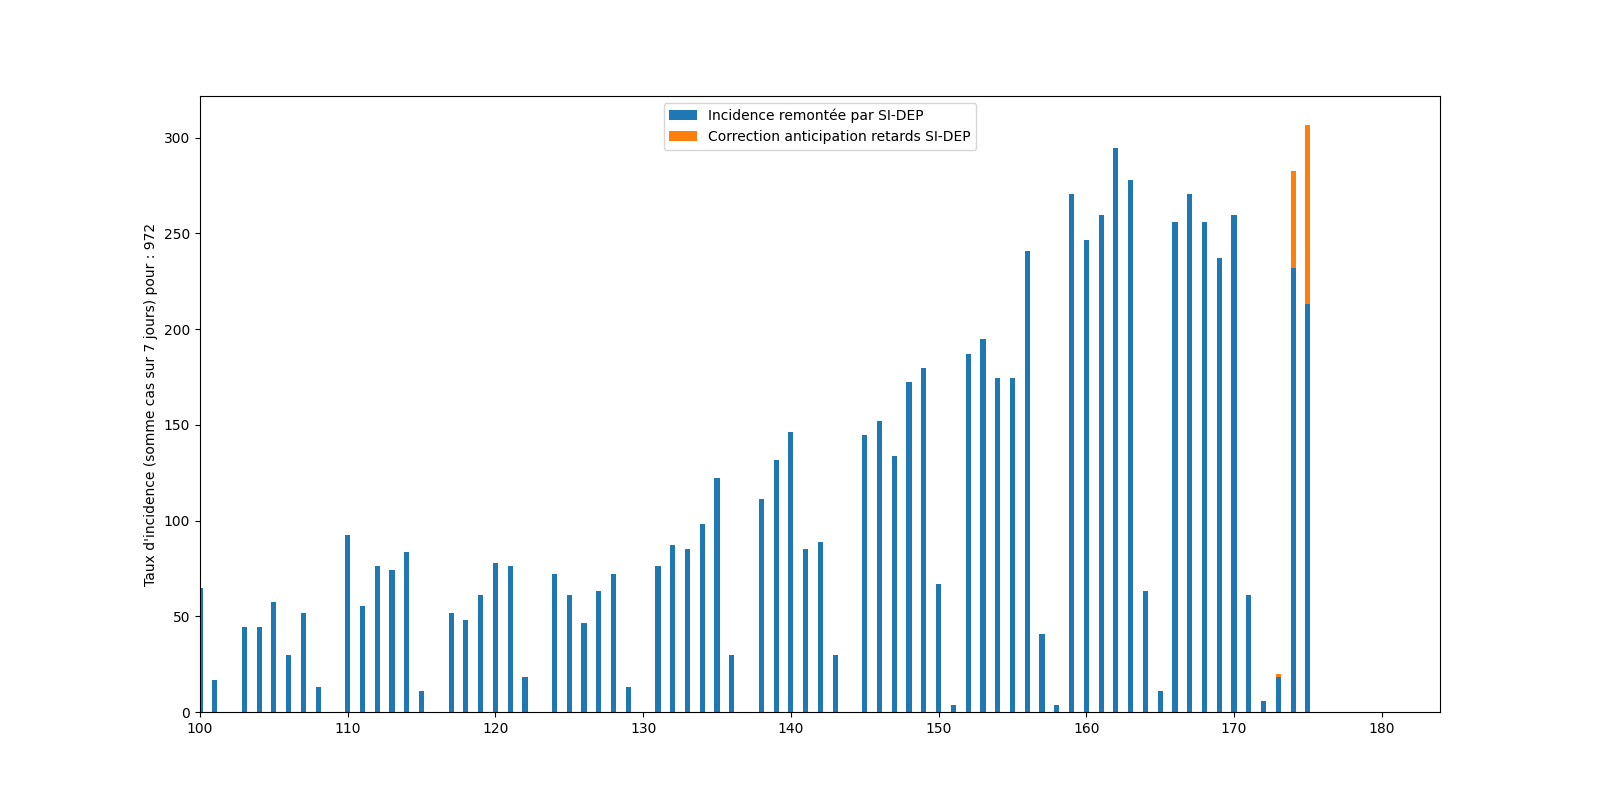 Incidence remontée par SI-DEP
Correction anticipation retards SI-DEP
Taux d'incidence (somme cas sur 7 jours) pour : 972
300
250
200
150
100
50
0
100 110 120 130 140 150 160 170 180